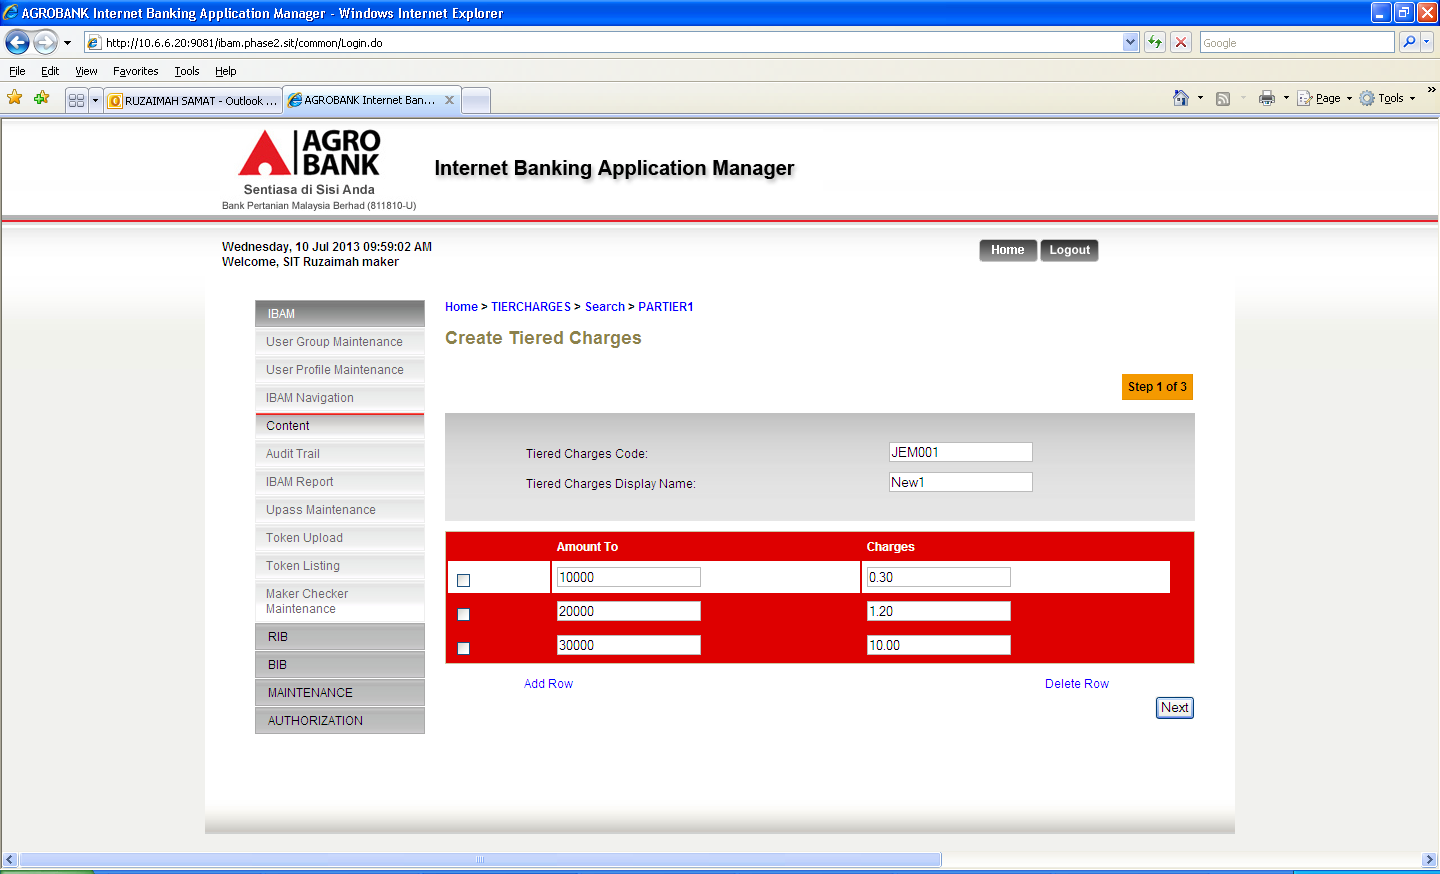 AGROBANK Internet Banking Application Manager - Windows Internet Explorer
http://10.6.6.20:9081/ibam.phase2.sit/common/Login.do
Google
File Edit View Favorites Tools Help
RUZAIMAH SAMAT - Outlook ...
AGROBANK Internet Ban...
Page
Tools
AGRO
BANK
Sentiasa di Sisi Anda
Bank Pertanian Malaysia Berhad (811810-U)
Internet Banking Application Manager
Wednesday, 10 Jul 2013 09:59:02 AM
Welcome, SIT Ruzaimah maker
Home
Logout
IBAM
User Group Maintenance
User Profile Maintenance
IBAM Navigation
Content
Audit Trail
IBAM Report
Upass Maintenance
Token Upload
Token Listing
Maker Checker
Maintenance
RIB
BIB
MAINTENANCE
AUTHORIZATION
Home > TIERCHARGES > Search > PARTIER1
Create Tiered Charges
Step 1 of 3
Tiered Charges Code: JEM001
Tiered Charges Display Name: New1
Amount To Charges
10000 0.30
20000 1.20
30000 10.00
Add Row Delete Row
Next